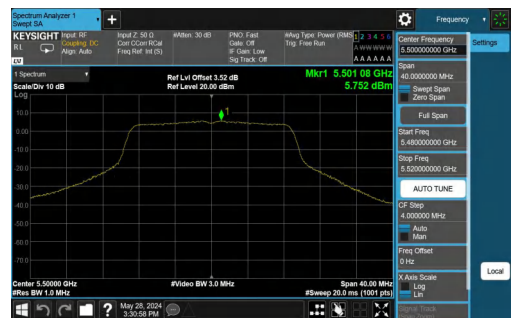 Spectrum Analyzer 1
Swept SA
Frequency
KEYSIGHT
RL
Input: RF
Coupling: DC
Align: Auto
Input Z: 50 Ω
Corr CCorr RCal
Freq Ref: Int (S)
#Atten: 30 dB
PNO: Fast
Gate: Off
IF Gain: Low
Sig Track: Off
#Avg Type: Power (RMS)
Trig: Free Run
1 2 3 4 5 6
A W W W W W
A A A A A A
LXI
1 Spectrum
Scale/Div 10 dB
Log
Ref Lvl Offset 3.52 dB
Ref Level 20.00 dBm
Mkr1 5.501 08 GHz
5.752 dBm
1
10.0
0.00
-10.0
-20.0
-30.0
-40.0
-50.0
-60.0
-70.0
Center 5.50000 GHz
#Res BW 1.0 MHz
#Video BW 3.0 MHz
Span 40.00 MHz
#Sweep 20.0 ms (1001 pts)
May 28, 2024
3:30:58 PM
Center Frequency
5.500000000 GHz
Settings
Span
40.0000000 MHz
Swept Span
Zero Span
Full Span
Start Freq
5.480000000 GHz
Stop Freq
5.520000000 GHz
AUTO TUNE
CF Step
4.000000 MHz
Auto
Man
Freq Offset
0 Hz
X Axis Scale
Log
Lin
Local
Signal Track